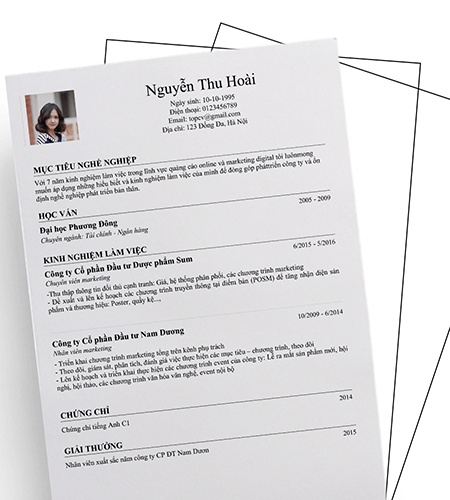 Nguyễn Thu Hoài
Ngày sinh: 10-10-1995
Điện thoại: 0123456789
Email: topcv@gmail.com
Địa chỉ: 123 Đống Đa, Hà Nội
MỤC TIÊU NGHỀ NGHIỆP
Với 7 năm kinh nghiệm làm việc trong lĩnh vực quảng cáo online và marketing digital tôi luônmong
muốn áp dụng những hiểu biết và kinh nghiệm làm việc của mình để đóng góp pháttriển công ty và ổn
định nghề nghiệp phát triển bản thân.
HỌC VẤN
Đại học Phương Đông 2005 - 2009
Chuyên ngành: Tài chính - Ngân hàng
KINH NGHIỆM LÀM VIỆC
Công ty Cổ phần Đầu tư Dược phẩm Sum 6/2015 - 5/2016
Chuyên viên marketing
-Thu thập thông tin đối thủ cạnh tranh: Giá, hệ thống phân phối, các chương trình marketing
- Đề xuất và lên kế hoạch các chương trình truyền thông tại điểm bán (POSM) để tăng nhận diện sản
phẩm và thương hiệu: Poster, quầy kệ...,
Công ty Cổ phần Đầu tư Nam Dương 10/2009 - 6/2014
Nhân viên marketing
- Triển khai chương trình marketing tổng trên kênh phụ trách
- Theo dõi, giám sát, phân tích, đánh giá việc thực hiện các mục tiêu – chương trình, theo dõi
- Lên kế hoạch và triển khai thực hiện các chương trình event của công ty: Lễ ra mắt sản phẩm mới, hội
nghị, hội thảo, các chương trình văn hóa văn nghệ, event nội bộ
CHỨNG CHỈ
Chứng chỉ tiếng Anh C1 2014
GIẢI THƯỞNG
Nhân viên xuất sắc năm công ty CP ĐT Nam Dươn 2015